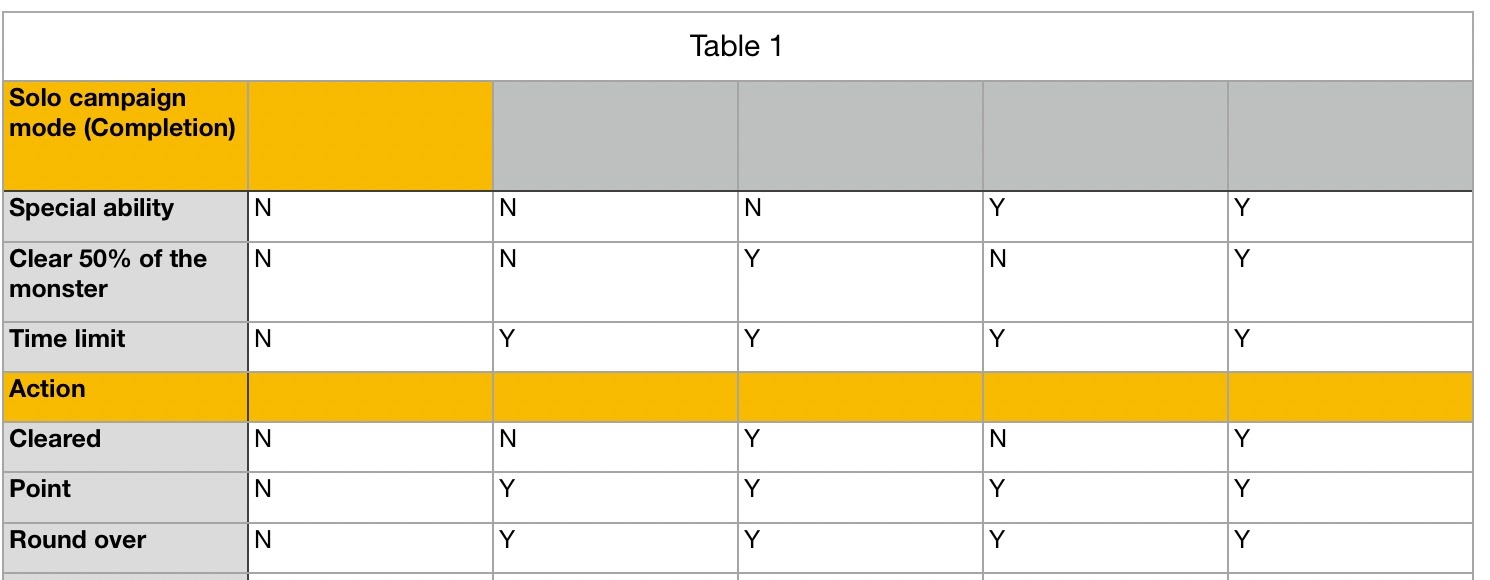 Table 1
Solo campaign
mode (Completion)
Special ability N N N Y Y
Clear 50% of the N N Y N Y
monster
Time limit N Y Y Y Y
Action
Cleared N N Y N Y
Point N Y Y Y Y
Round over N Y Y Y Y